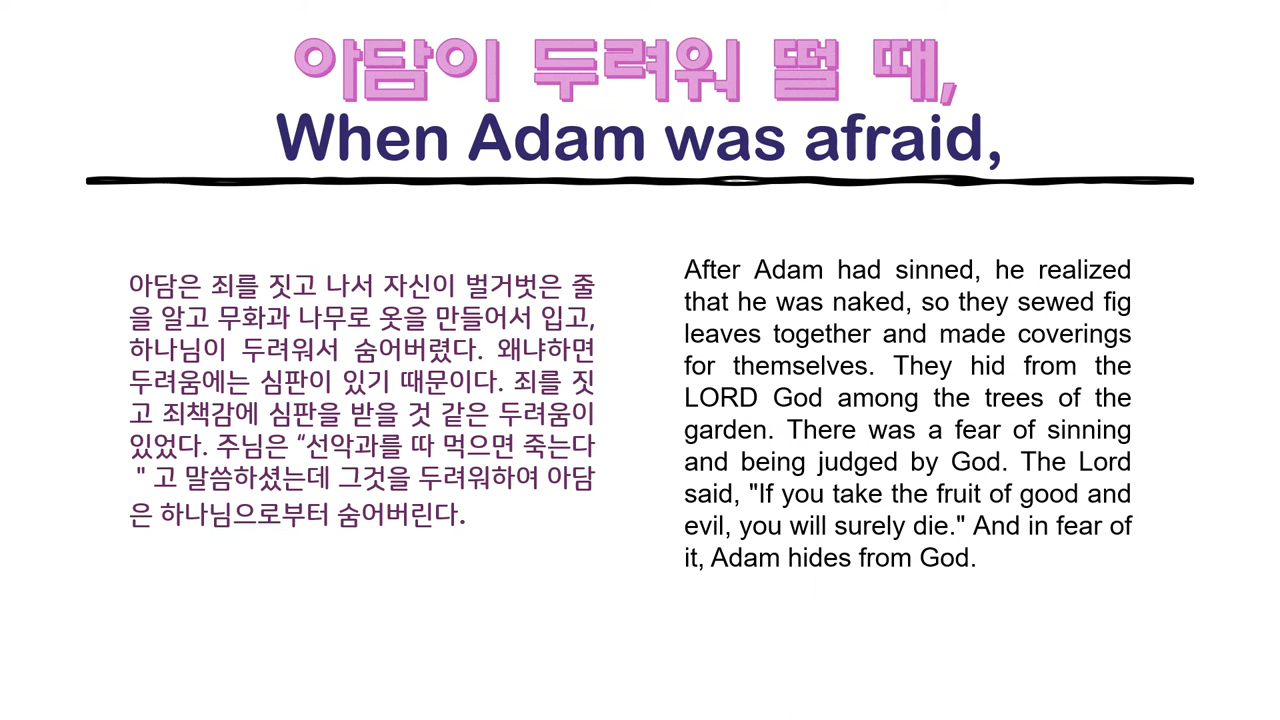 아담이 두려워 떨 때,
When Adam was afraid,
아담은 죄를 짓고 나서 자신이 벌거벗은 줄
을 알고 무화과 나무로 옷을 만들어서 입고,
하나님이 두려워서 숨어버렸다. 왜냐하면
두려움에는 심판이 있기 때문이다. 죄를 짓
고 죄책감에 심판을 받을 것 같은 두려움이
있었다. 주님은 “선악과를 따 먹으면 죽는다
" 고 말씀하셨는데 그것을 두려워하여 아담
은 하나님으로부터 숨어버린다.
After Adam had sinned, he realized
that he was naked, so they sewed fig
leaves together and made coverings
for themselves. They hid from the
LORD God among the trees of the
garden. There was a fear of sinning
and being judged by God. The Lord
said, "If you take the fruit of good and
evil, you will surely die." And in fear of
it, Adam hides from God.